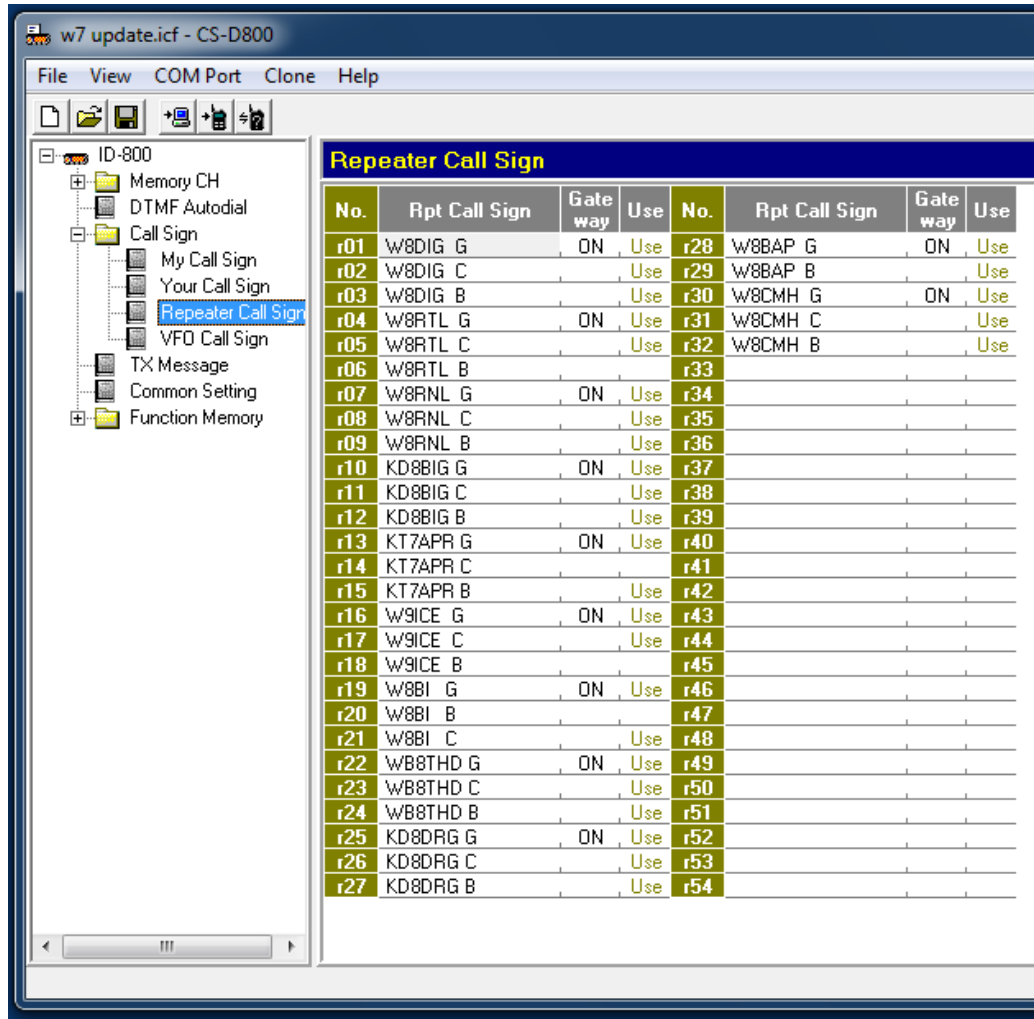 w7 update.icf - CS-D800
File View COM Port Clone Help
ID-800
Memory CH
DTMF Autodial
Call Sign
My Call Sign
Your Call Sign
Repeater Call Sign
VFO Call Sign
TX Message
Common Setting
Function Memory
Repeater Call Sign
No. Rpt Call Sign Gate way Use No. Rpt Call Sign Gate way Use
r01 W8DIG G ON Use r28 W8BAP G ON Use
r02 W8DIG C Use r29 W8BAP B Use
r03 W8DIG B Use r30 W8CMH G ON Use
r04 W8RTL G ON Use r31 W8CMH C Use
r05 W8RTL C Use r32 W8CMH B Use
r06 W8RTL B r33
r07 W8RNL G ON Use r34
r08 W8RNL C Use r35
r09 W8RNL B Use r36
r10 KD8BIG G ON Use r37
r11 KD8BIG C Use r38
r12 KD8BIG B Use r39
r13 KT7APR G ON Use r40
r14 KT7APR C r41
r15 KT7APR B Use r42
r16 W9ICE G ON Use r43
r17 W9ICE C Use r44
r18 W9ICE B r45
r19 W8BI G ON Use r46
r20 W8BI B r47
r21 W8BI C Use r48
r22 WB8THD G ON Use r49
r23 WB8THD C Use r50
r24 WB8THD B Use r51
r25 KD8DRG G ON Use r52
r26 KD8DRG C Use r53
r27 KD8DRG B Use r54